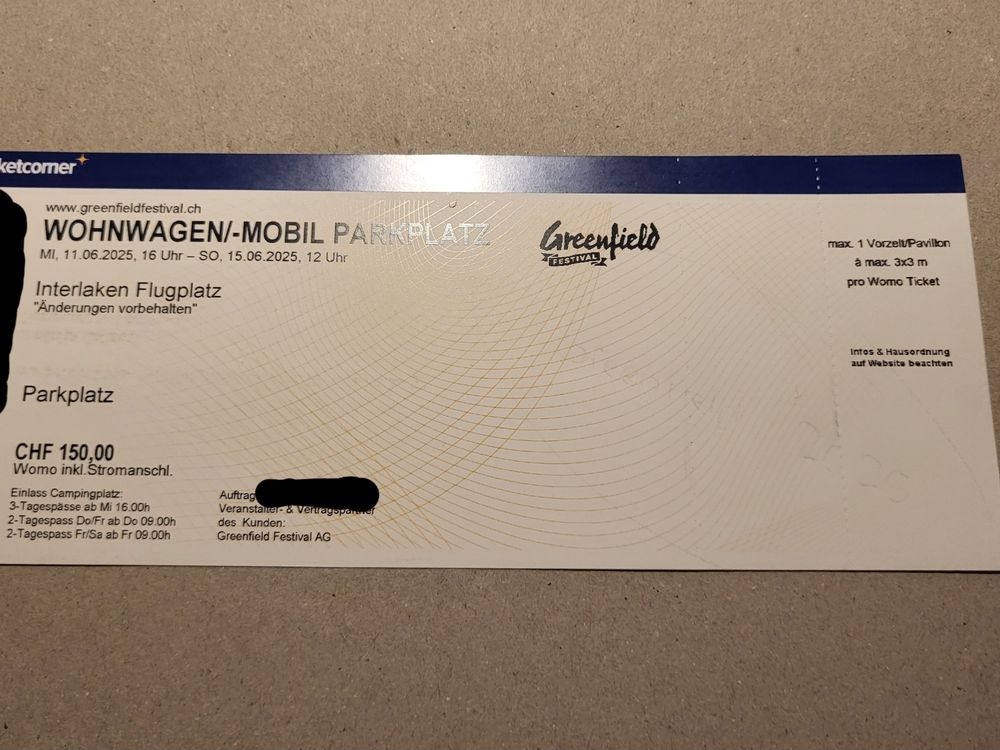 ketcorner
www.greenfieldfestival.ch
WOHNWAGEN/-MOBIL PARKPLATZ
MI, 11.06.2025, 16 Uhr – SO, 15.06.2025, 12 Uhr
Interlaken Flugplatz
"Änderungen vorbehalten"
Parkplatz
CHF 150,00
Womo inkl.Stromanschl.
Einlass Campingplatz:
3-Tagespässe ab Mi 16.00h
2-Tagespass Do/Fr ab Do 09.00h
2-Tagespass Fr/Sa ab Fr 09.00h
Auftrag
Veranstalter- & Vertragspartner
des Kunden:
Greenfield Festival AG
Greenfield
FESTIVAL
max. 1 Vorzelt/Pavillon
à max. 3x3 m
pro Womo Ticket
Infos & Hausordnung
auf Website beachten